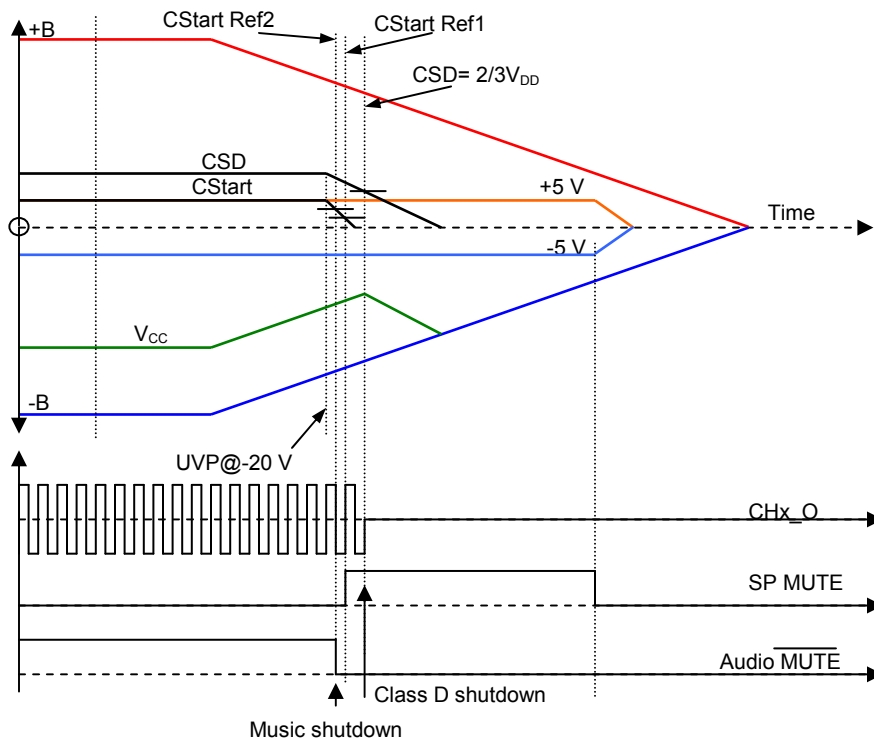 CStart Ref2
CStart Ref1
+B
CSD= 2/3VDD
CSD
CStart
+5 V
Time
-5 V
VCC
-B
UVP@-20 V
CHx_O
SP MUTE
Audio MUTE
Class D shutdown
Music shutdown